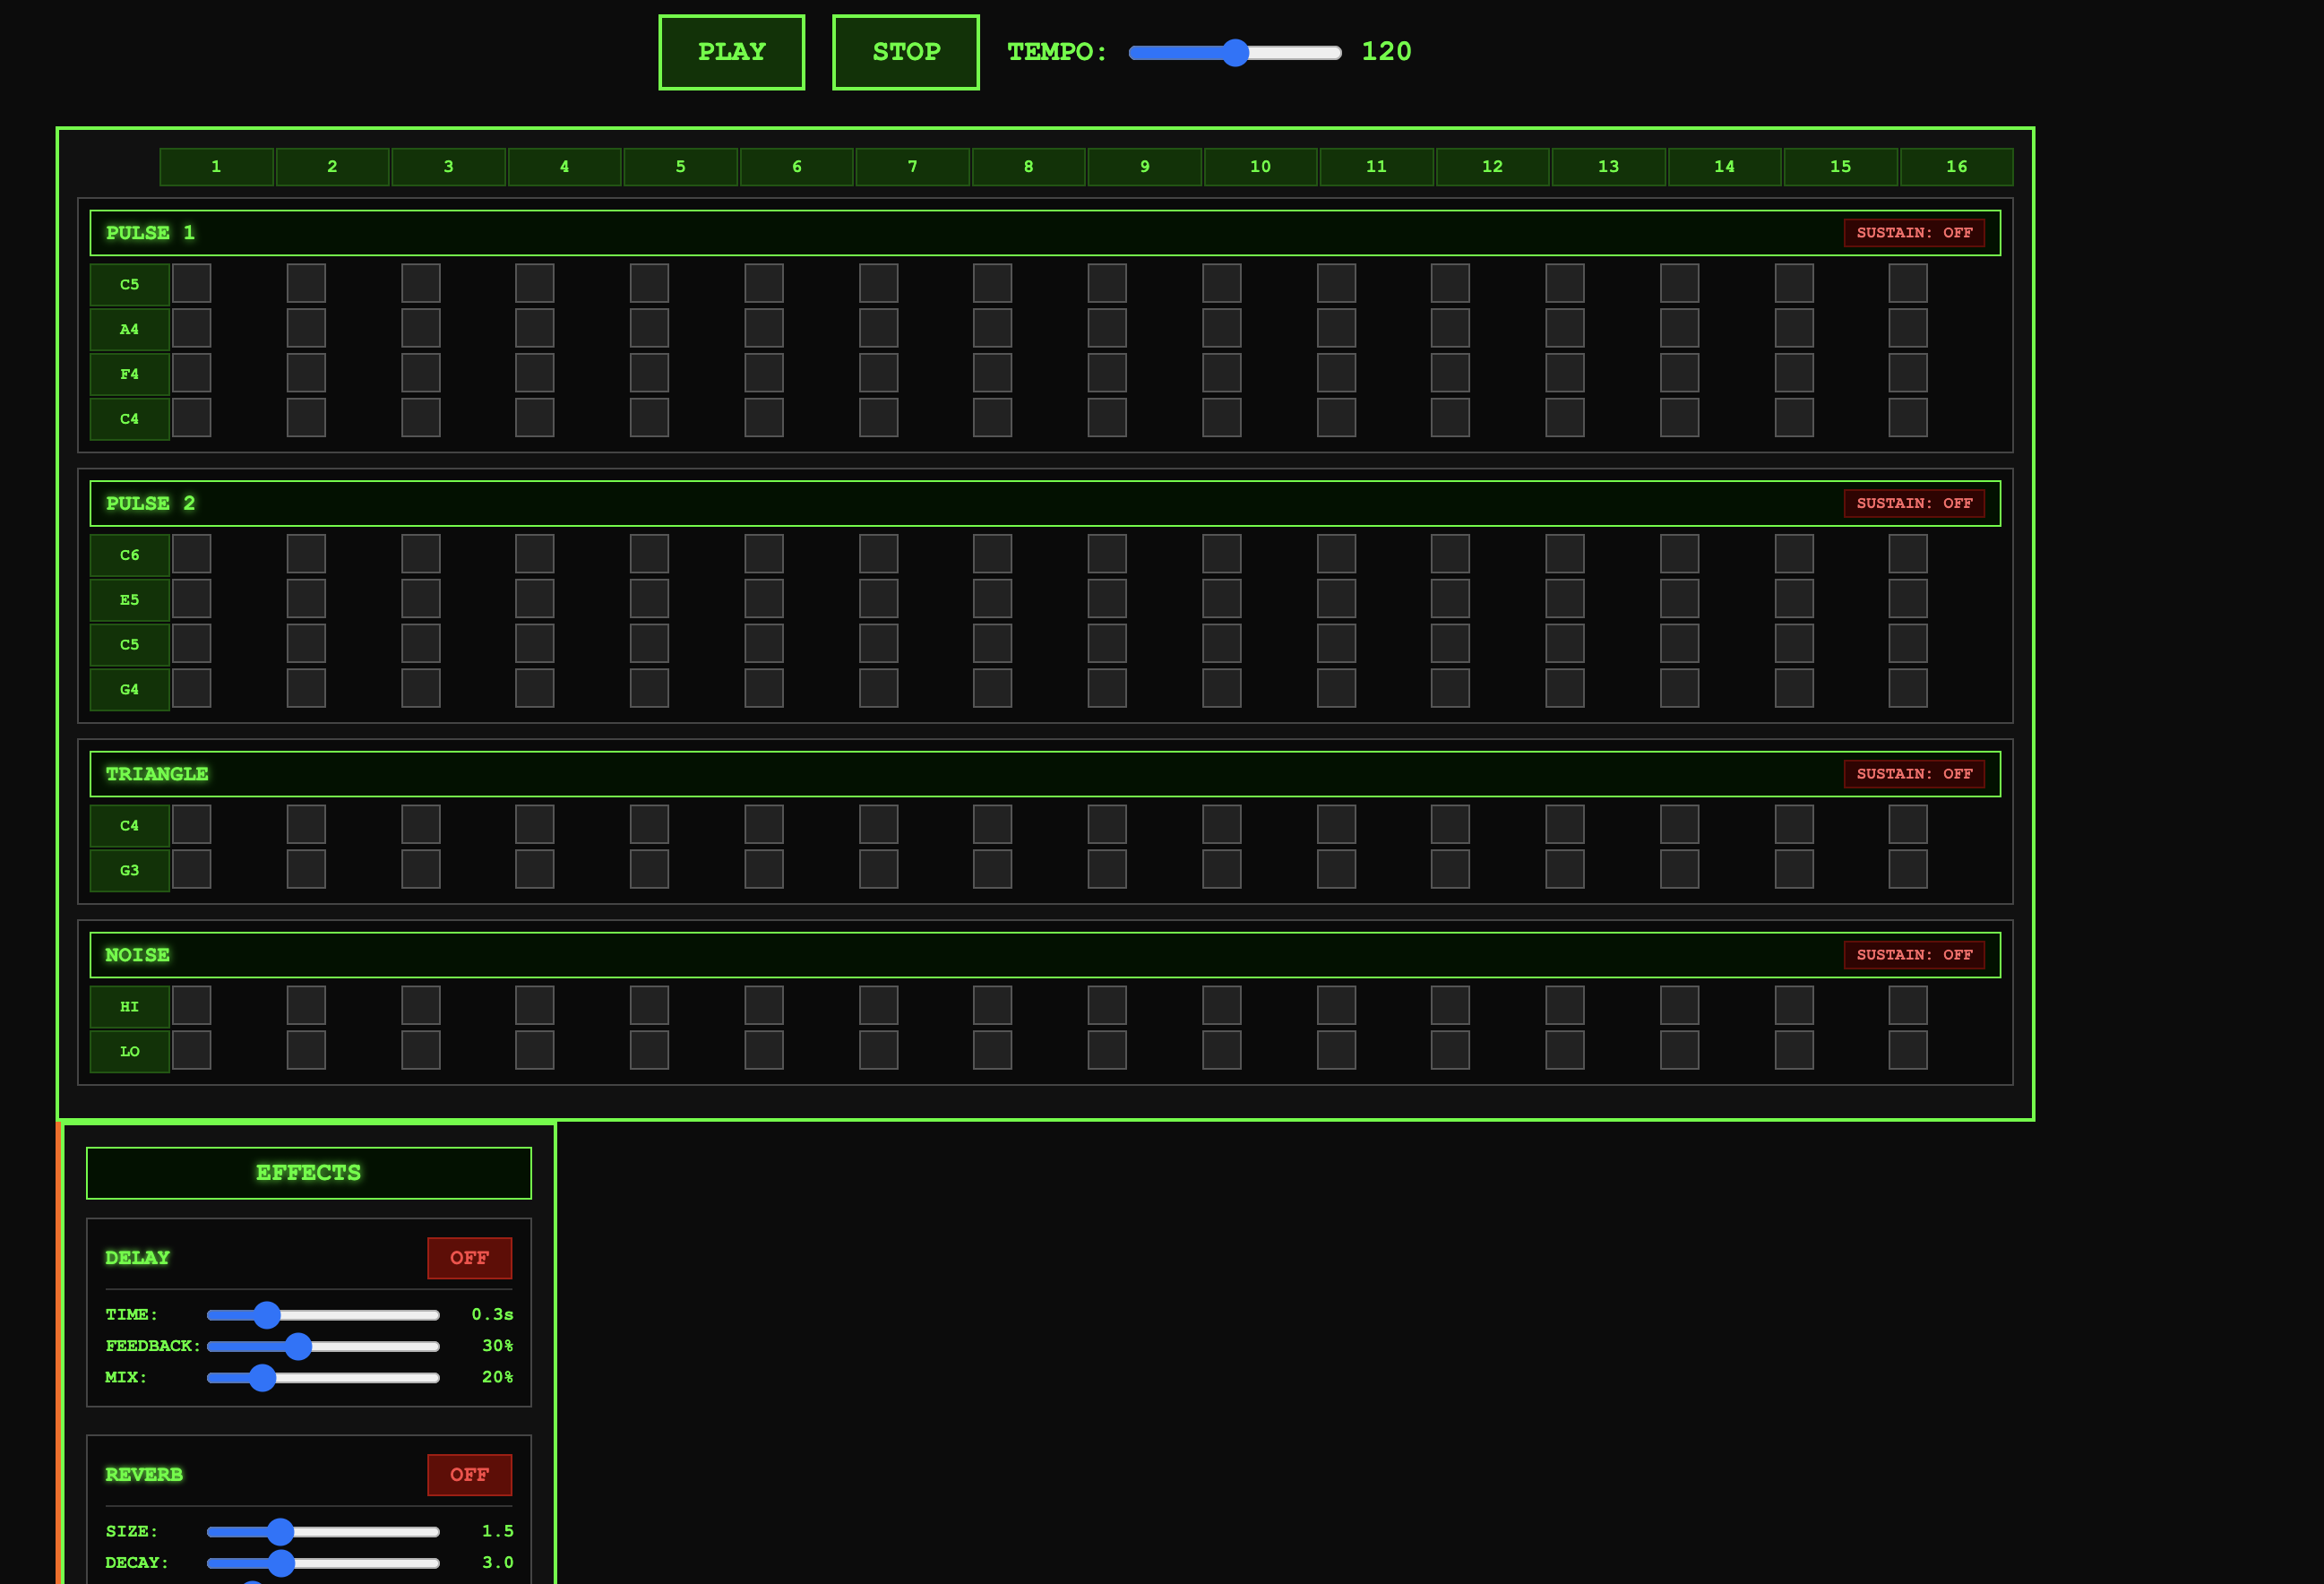 PLAY STOP TEMPO: 120
1 2 3 4 5 6 7 8 9 10 11 12 13 14 15 16
PULSE 1 SUSTAIN: OFF
C5
A4
F4
C4
PULSE 2 SUSTAIN: OFF
C6
E5
C5
G4
TRIANGLE SUSTAIN: OFF
C4
G3
NOISE SUSTAIN: OFF
HI
LO
EFFECTS
DELAY OFF
TIME: 0.3s
FEEDBACK: 30%
MIX: 20%
REVERB OFF
SIZE: 1.5
DECAY: 3.0